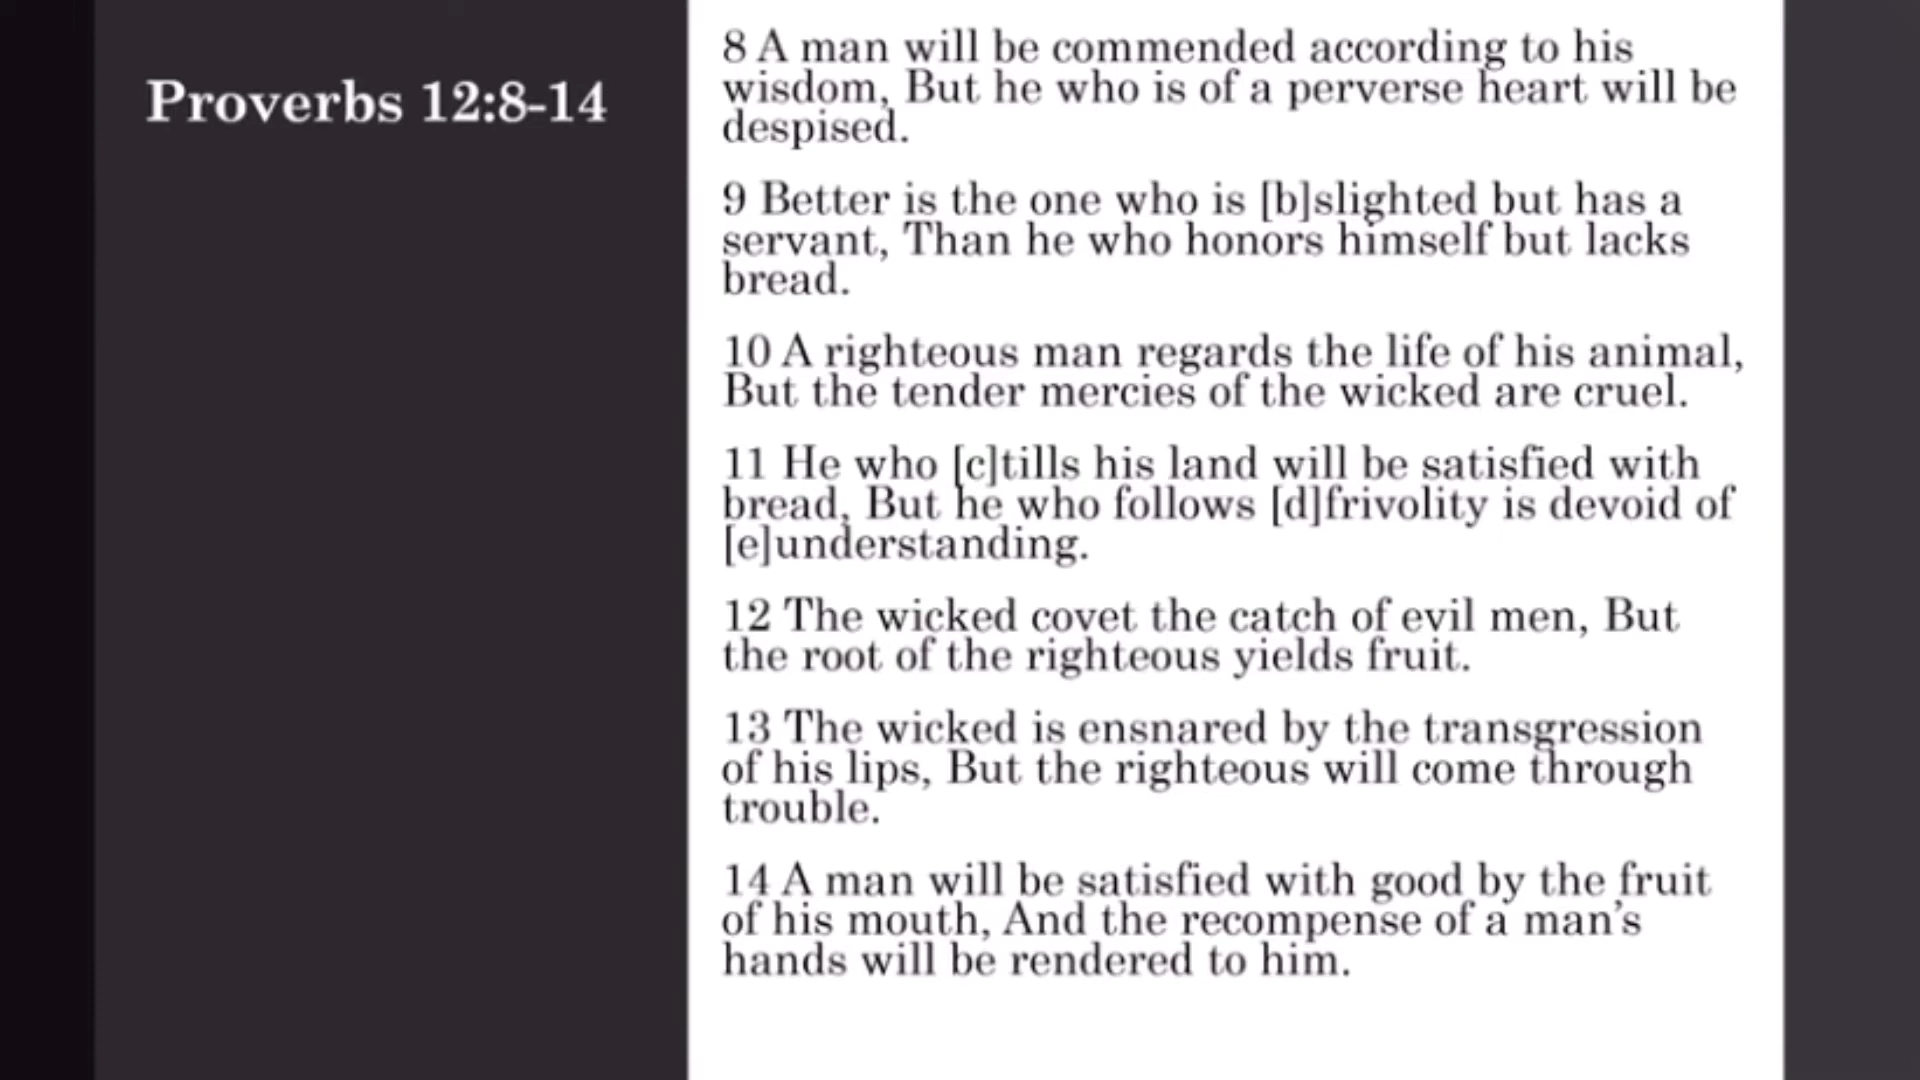 Proverbs 12:8-14
8 A man will be commended according to his
wisdom, But he who is of a perverse heart will be
despised.
9 Better is the one who is [b]slighted but has a
servant, Than he who honors himself but lacks
bread.
10 A righteous man regards the life of his animal,
But the tender mercies of the wicked are cruel.
11 He who [c]tills his land will be satisfied with
bread, But he who follows [d]frivolity is devoid of
[e]understanding.
12 The wicked covet the catch of evil men, But
the root of the righteous yields fruit.
13 The wicked is ensnared by the transgression
of his lips, But the righteous will come through
trouble.
14 A man will be satisfied with good by the fruit
of his mouth, And the recompense of a man's
hands will be rendered to him.